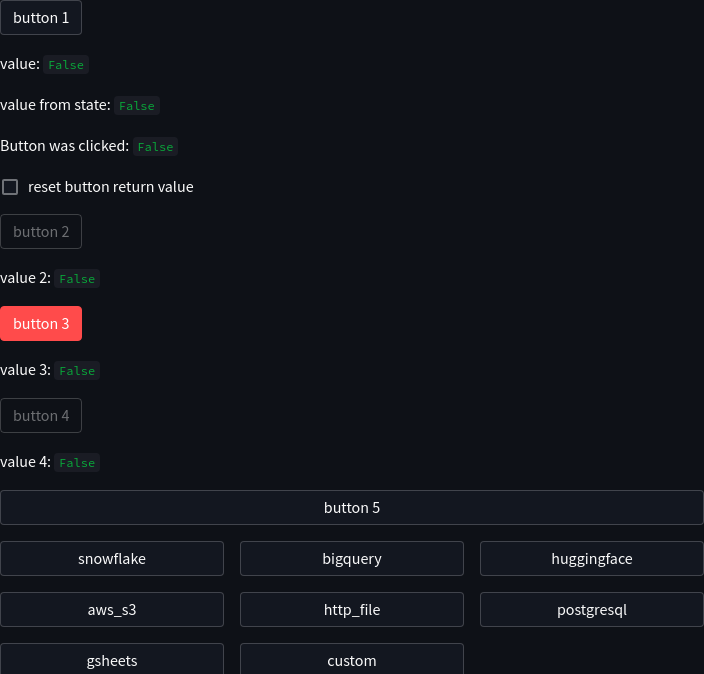 button 1
value: False
value from state: False
Button was clicked: False
reset button return value
button 2
value 2: False
button 3
value 3: False
button 4
value 4: False
button 5
snowflake bigquery huggingface
aws_s3 http_file postgresql
gsheets custom